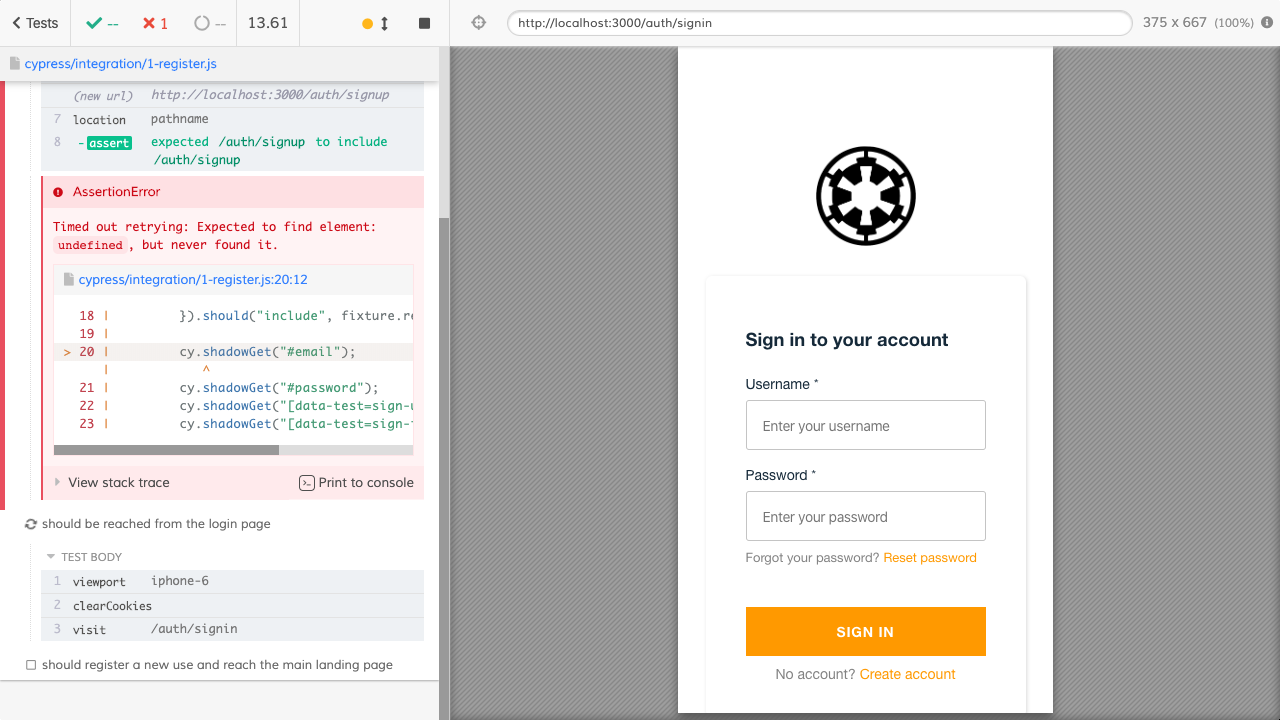 Tests
--
1
--
13.61
http://localhost:3000/auth/signin
375 x 667 (100%)
cypress/integration/1-register.js
(new url) http://localhost:3000/auth/signup
7 location pathname
8 - assert expected /auth/signup to include
/auth/signup
AssertionError
Timed out retrying: Expected to find element:
undefined, but never found it.
cypress/integration/1-register.js:20:12
18 | }).should("include", fixture.re
19 |
> 20 | cy.shadowGet("#email");
| ^
21 | cy.shadowGet("#password");
22 | cy.shadowGet("[data-test=sign-u
23 | cy.shadowGet("[data-test=sign-
View stack trace
Print to console
should be reached from the login page
TEST BODY
1 viewport iphone-6
2 clearCookies
3 visit /auth/signin
should register a new use and reach the main landing page
Sign in to your account
Username *
Enter your username
Password *
Enter your password
Forgot your password? Reset password
SIGN IN
No account? Create account